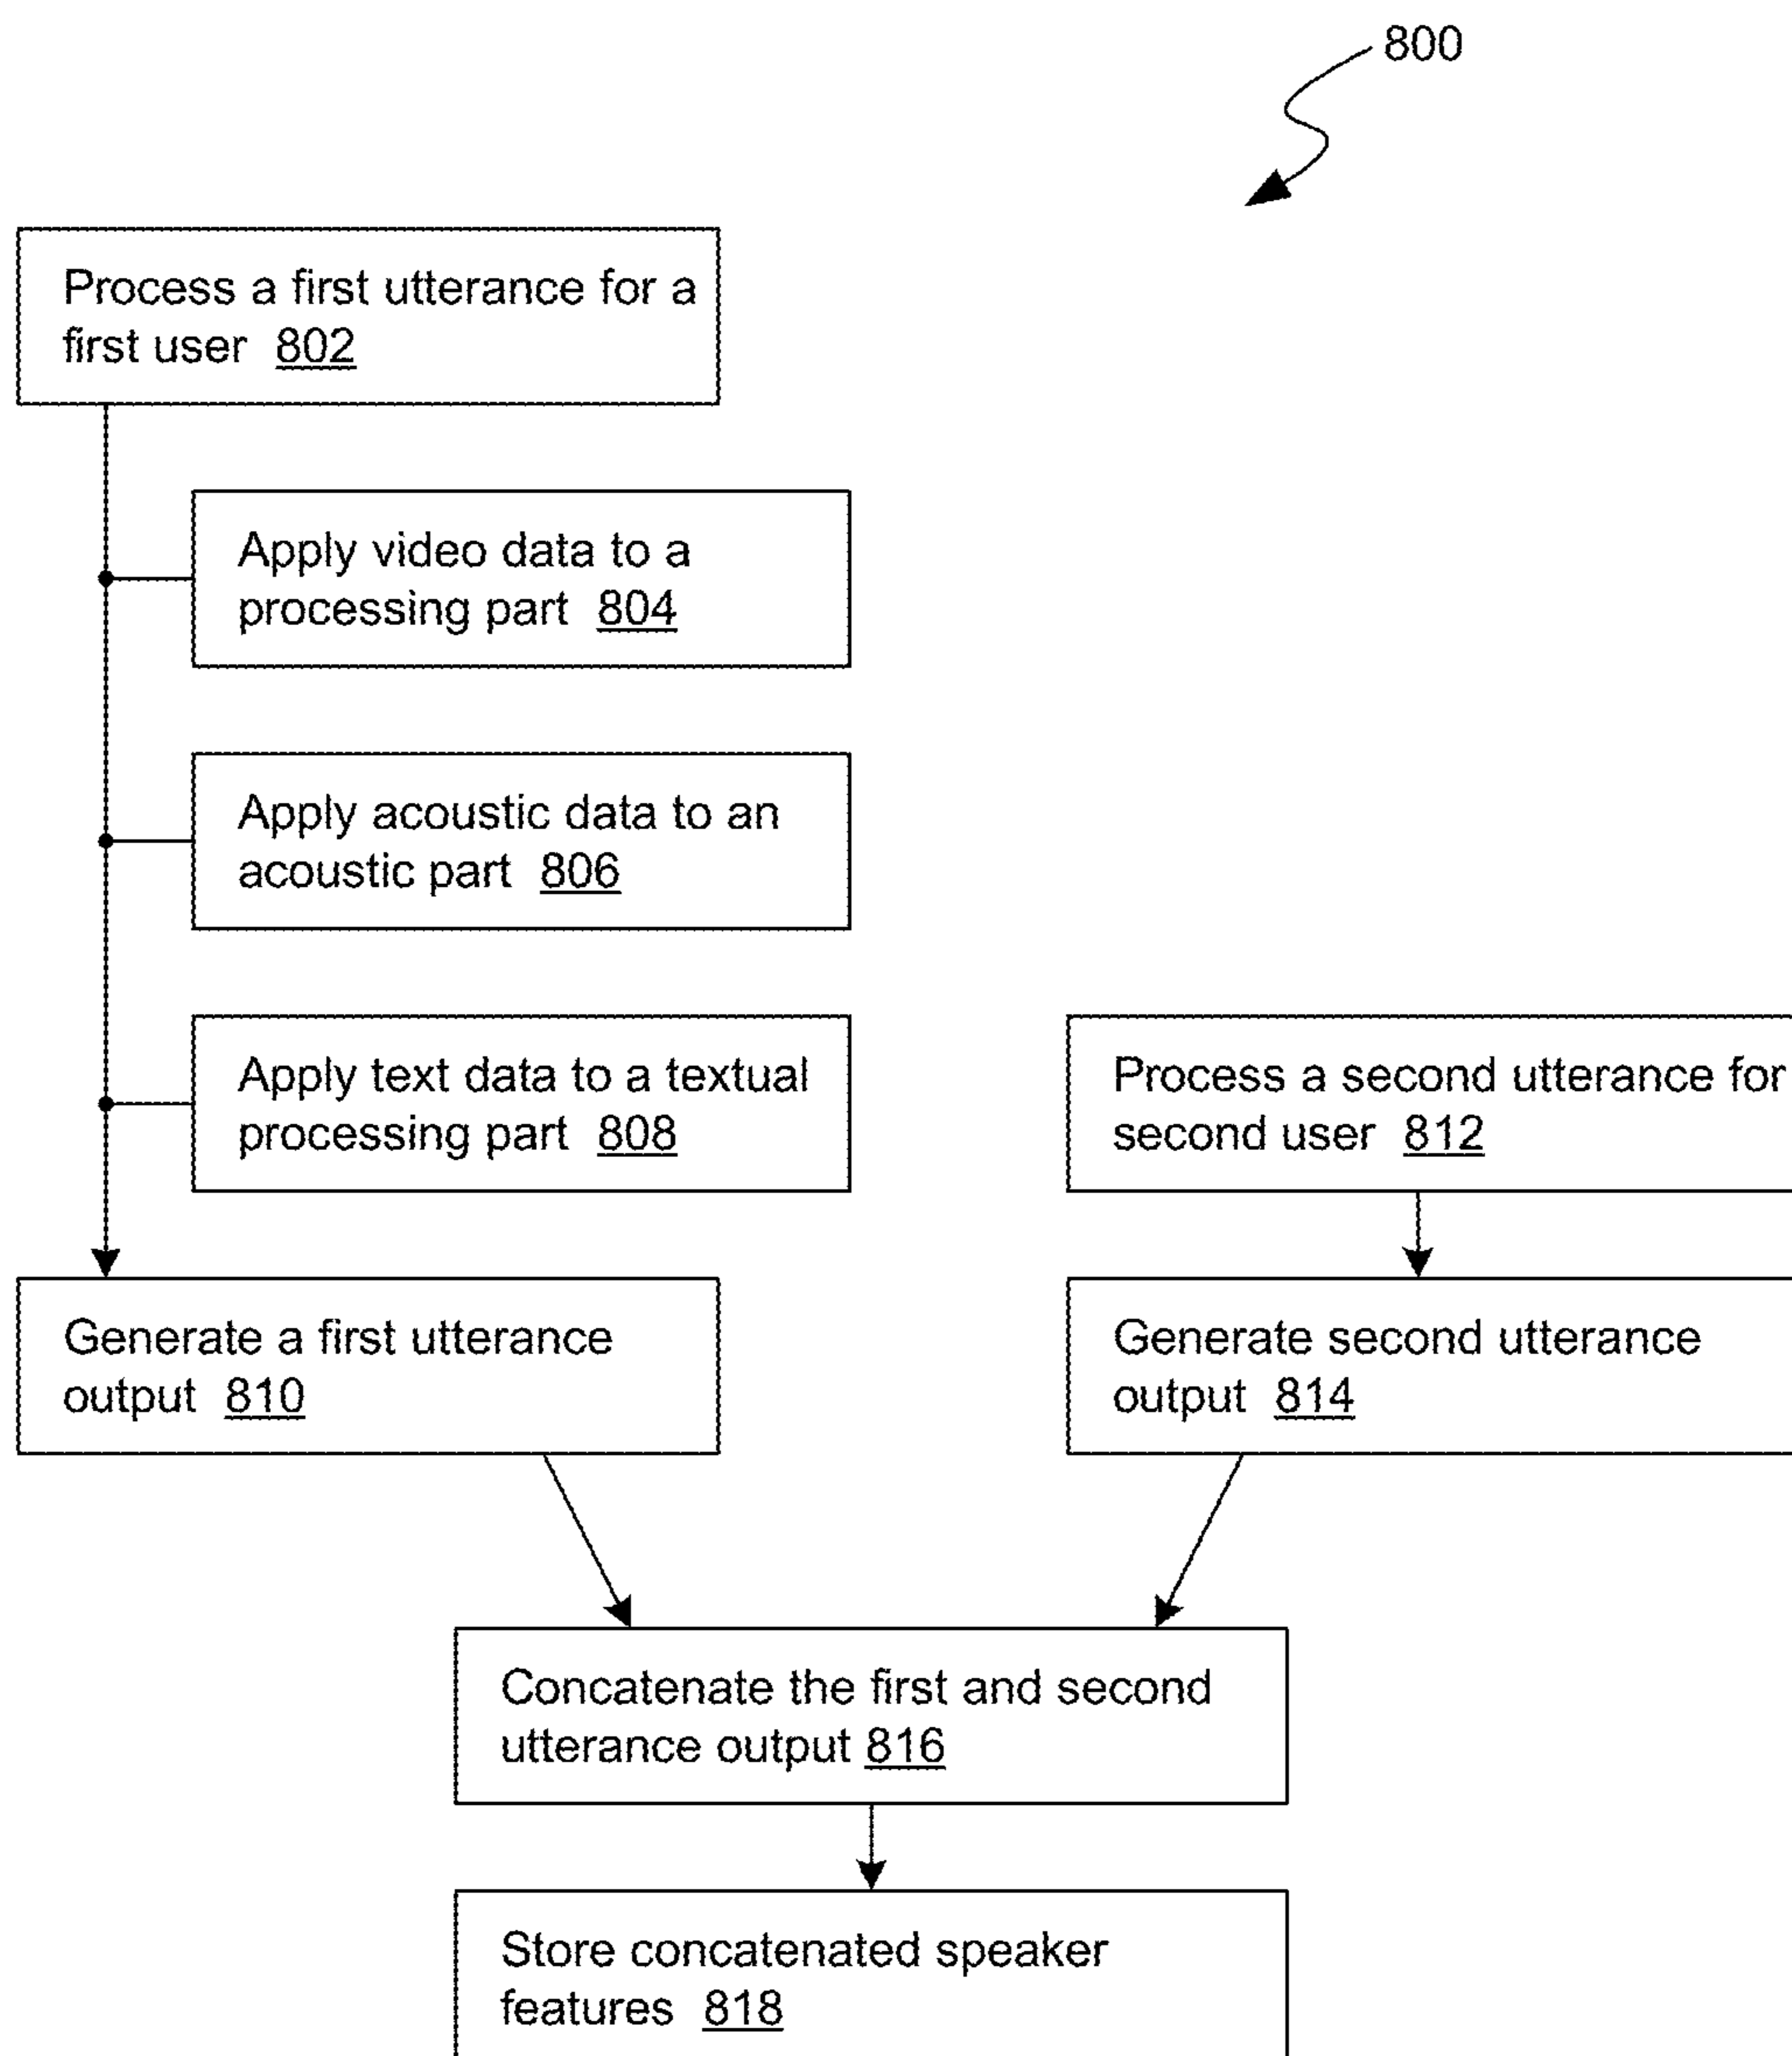 800
Process a first utterance for a
first user 802
Apply video data to a
processing part 804
Apply acoustic data to an
acoustic part 806
Apply text data to a textual
processing part 808
Process a second utterance for
second user 812
Generate a first utterance
output 810
Generate second utterance
output 814
Concatenate the first and second
utterance output 816
Store concatenated speaker
features 818